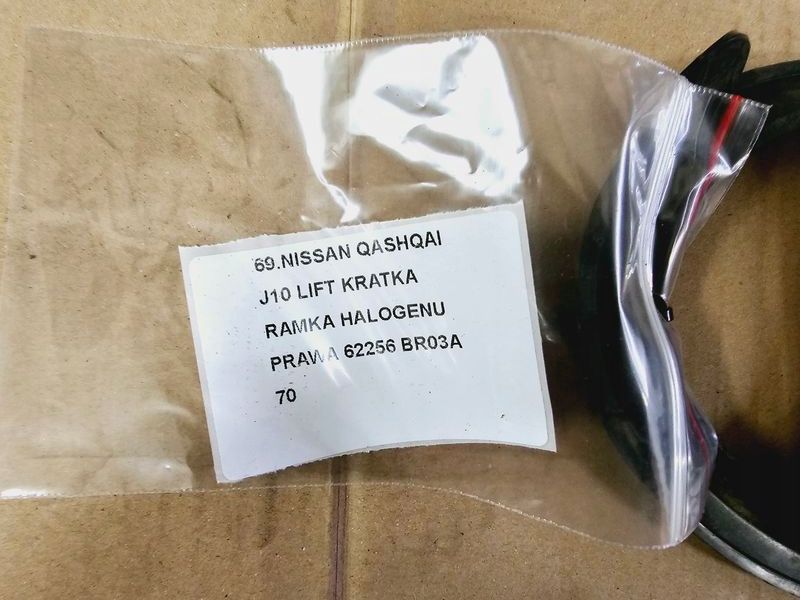 69.NISSAN QASHQAI
J10 LIFT KRATKA
RAMKA HALOGENU
PRAWA 62256 BR03A
70